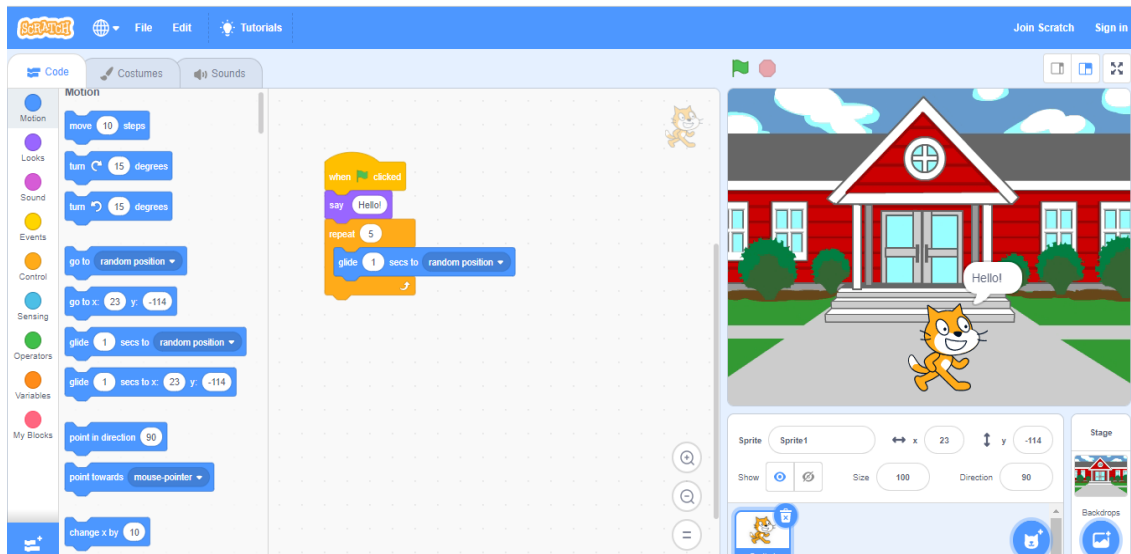 SCRATCH File Edit Tutorials Join Scratch Sign in
Code Costumes Sounds
Motion
Looks
Sound
Events
Control
Sensing
Operators
Variables
My Blocks
Motion
move 10 steps
turn 15 degrees
turn 15 degrees
go to random position
go to x: 23 y: -114
glide 1 secs to random position
glide 1 secs to x: 23 y: -114
point in direction 90
point towards mouse-pointer
change x by 10
when clicked
say Hello!
repeat 5
glide 1 secs to random position
Hello!
Sprite Sprite1 x 23 y -114
Show Size 100 Direction 90
Stage
Backdrops